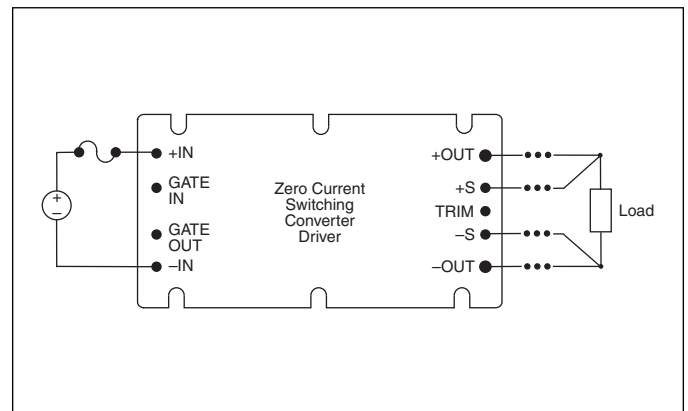 +IN
GATE
IN
GATE
OUT
–IN
Zero Current
Switching
Converter
Driver
+OUT
+S
TRIM
–S
–OUT
Load
+
–